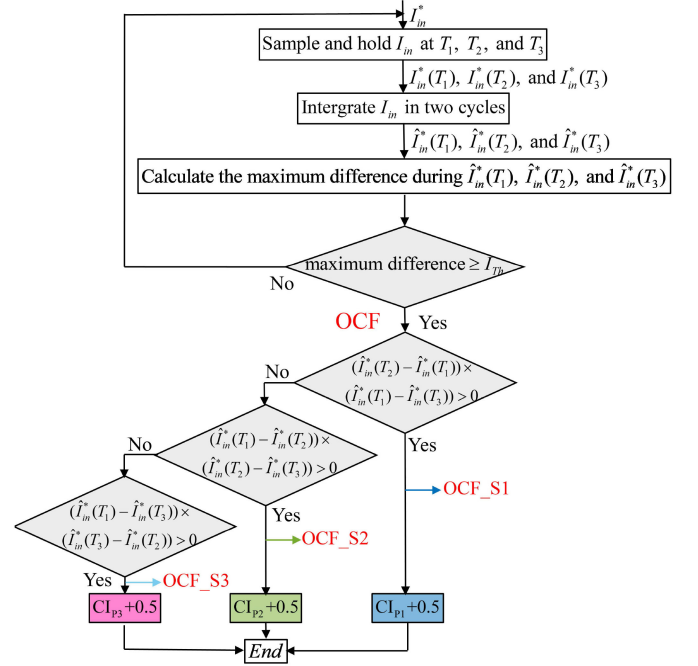 I*in
Sample and hold Iin at T1, T2, and T3
I*in(T1), I*in(T2), and I*in(T3)
Intergrate Iin in two cycles
Î*in(T1), Î*in(T2), and Î*in(T3)
Calculate the maximum difference during Î*in(T1), Î*in(T2), and Î*in(T3)
maximum difference ≥ ITh
No
OCF
Yes
(Î*in(T2) − Î*in(T1))×
(Î*in(T1) − Î*in(T3)) > 0
No
Yes
(Î*in(T1) − Î*in(T2))×
(Î*in(T2) − Î*in(T3)) > 0
No
OCF_S1
Yes
(Î*in(T1) − Î*in(T3))×
(Î*in(T3) − Î*in(T2)) > 0
OCF_S2
Yes
OCF_S3
CIP3+0.5
CIP2+0.5
CIP1+0.5
End